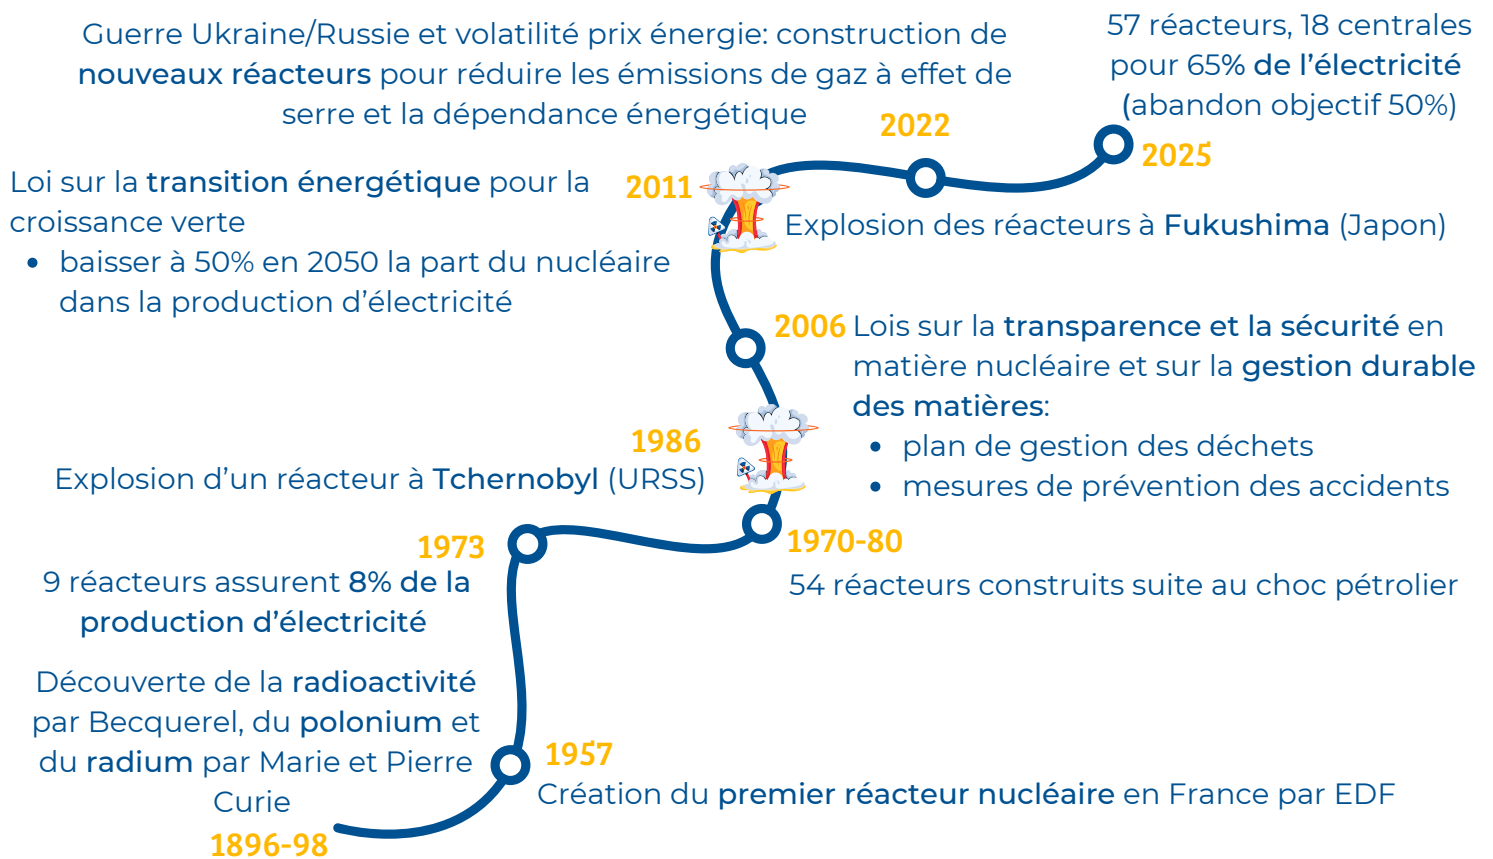 Guerre Ukraine/Russie et volatilité prix énergie: construction de
nouveaux réacteurs pour réduire les émissions de gaz à effet de
serre et la dépendance énergétique
2022
57 réacteurs, 18 centrales
pour 65% de l’électricité
(abandon objectif 50%)
2025
Loi sur la transition énergétique pour la
croissance verte
• baisser à 50% en 2050 la part du nucléaire
dans la production d’électricité
2011
Explosion des réacteurs à Fukushima (Japon)
2006
Lois sur la transparence et la sécurité en
matière nucléaire et sur la gestion durable
des matières:
• plan de gestion des déchets
• mesures de prévention des accidents
1986
Explosion d’un réacteur à Tchernobyl (URSS)
1970-80
54 réacteurs construits suite au choc pétrolier
1973
9 réacteurs assurent 8% de la
production d’électricité
1957
Création du premier réacteur nucléaire en France par EDF
Découverte de la radioactivité
par Becquerel, du polonium et
du radium par Marie et Pierre
Curie
1896-98